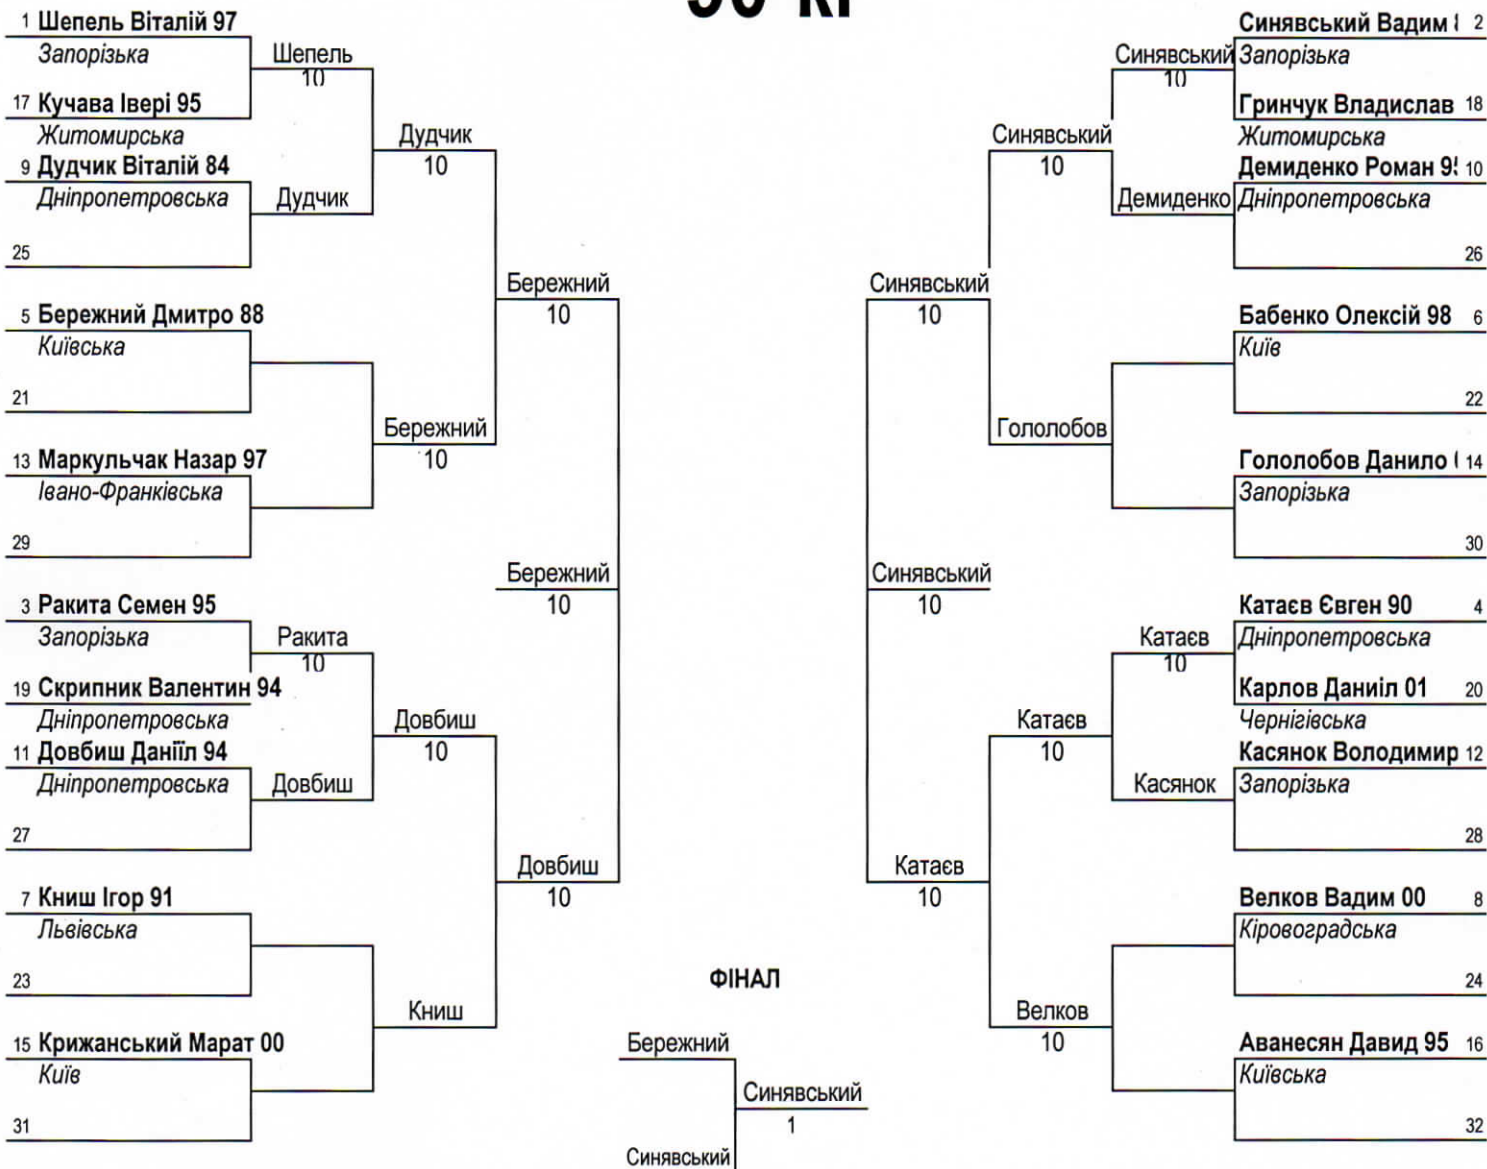 1 Шепель Віталій 97
Запорізька
17 Кучава Івері 95
Житомирська
9 Дудчик Віталій 84
Дніпропетровська
25
5 Бережний Дмитро 88
Київська
21
13 Маркульчак Назар 97
Івано-Франківська
29
3 Ракита Семен 95
Запорізька
19 Скрипник Валентин 94
Дніпропетровська
11 Довбиш Данііл 94
Дніпропетровська
27
7 Книш Ігор 91
Львівська
23
15 Крижанський Марат 00
Київ
31
Шепель
10
Дудчик
Ракита
10
Довбиш
Дудчик
10
Бережний
10
Довбиш
10
Книш
Бережний
10
Бережний
10
Довбиш
10
ФІНАЛ
Бережний
Синявський
1
Синявський
Синявський
10
Синявський
10
Катаєв
10
Синявський
10
Гололобов
Катаєв
10
Велков
10
Синявський
10
Демиденко
Катаєв
10
Касянок
Синявський Вадим 2
Запорізька
Гринчук Владислав 18
Житомирська
Демиденко Роман 10
Дніпропетровська
26
Бабенко Олексій 98 6
Київ
22
Гололобов Данило 14
Запорізька
30
Катаєв Євген 90 4
Дніпропетровська
Карлов Даниіл 01 20
Чернігівська
Касянок Володимир 12
Запорізька
28
Велков Вадим 00 8
Кіровоградська
24
Аванесян Давид 95 16
Київська
32